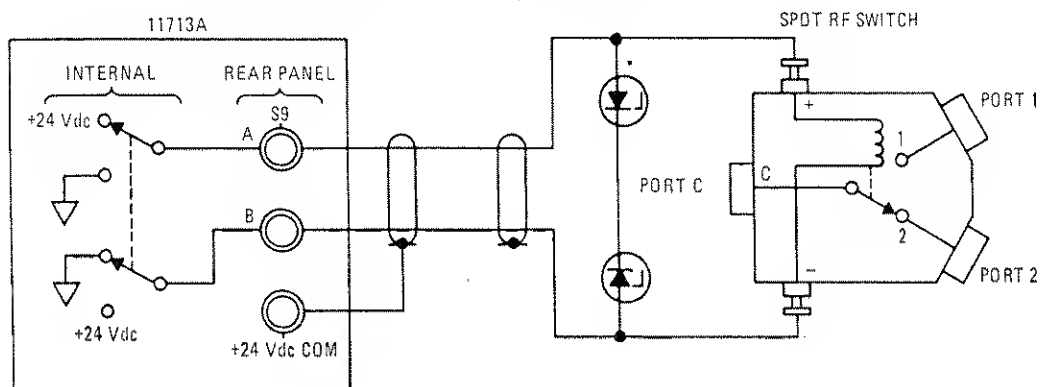 11713A
SPDT RF SWITCH
INTERNAL
REAR PANEL
+24 Vdc
S9
A
B
+24 Vdc
+24 Vdc COM
PORT C
+
C
1
2
-
PORT 1
PORT 2